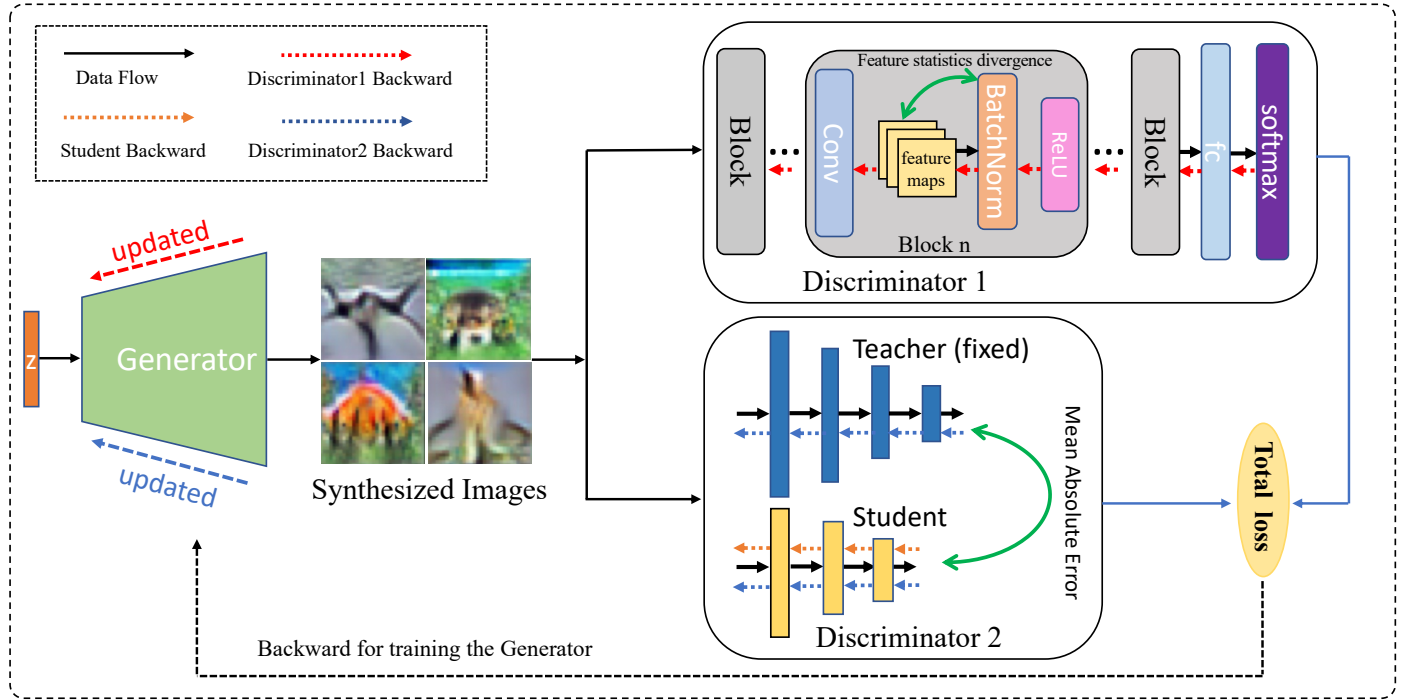 Data Flow
Discriminator1 Backward
Student Backward
Discriminator2 Backward
updated
z
Generator
updated
Synthesized Images
Block
...
Feature statistics divergence
Conv
feature
maps
BatchNorm
ReLU
Block n
...
Block
fc
softmax
Discriminator 1
Teacher (fixed)
Student
Mean Absolute Error
Discriminator 2
Total loss
Backward for training the Generator